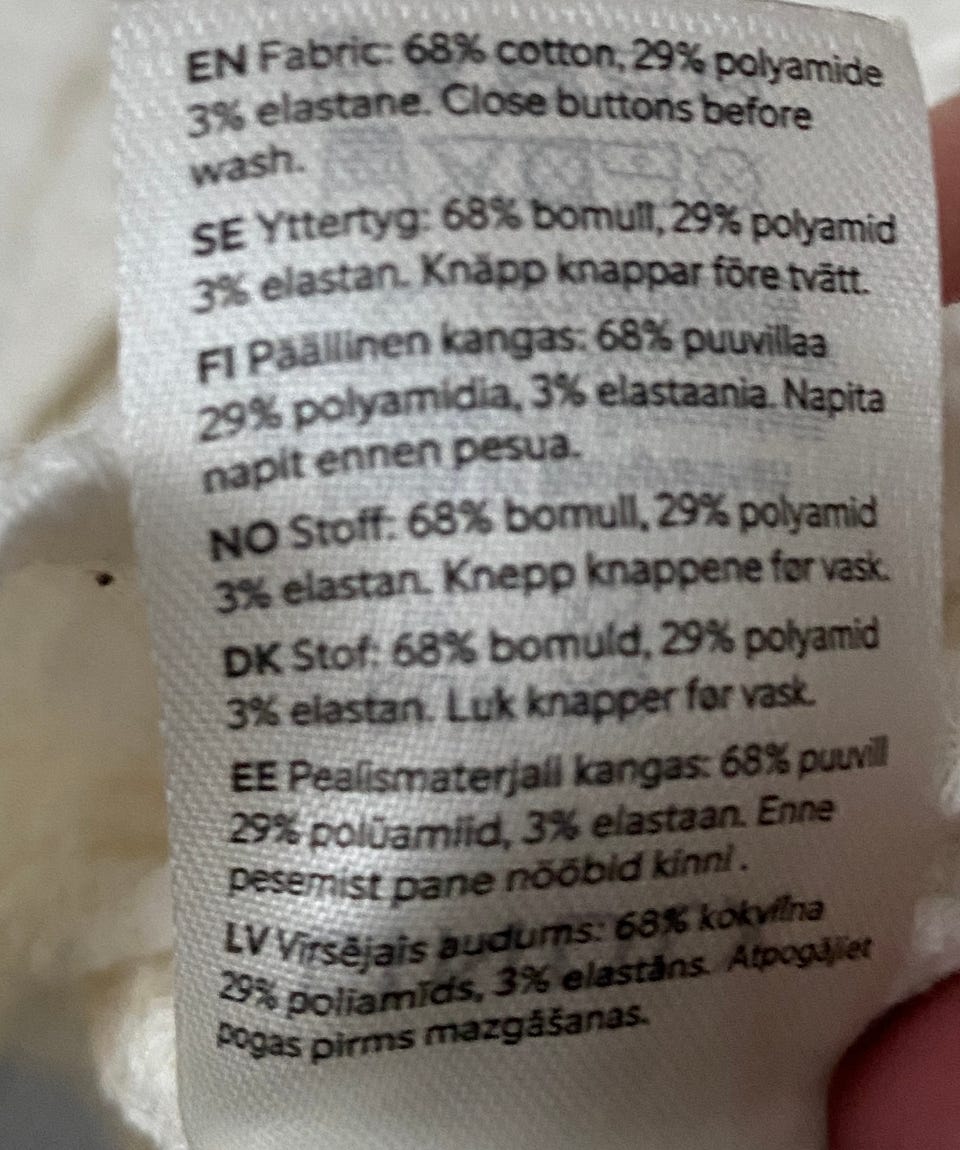 EN Fabric: 68% cotton, 29% polyamide
3% elastane. Close buttons before
wash.
SE Yttertyg: 68% bomull, 29% polyamid
3% elastan. Knäpp knappar före tvätt.
FI Päällinen kangas: 68% puuvillaa
29% polyamidia, 3% elastaania. Napita
napit ennen pesua.
NO Stoff: 68% bomull, 29% polyamid
3% elastan. Knepp knappene før vask.
DK Stof: 68% bomuld, 29% polyamid
3% elastan. Luk knapper før vask.
EE Pealismaterjali kangas: 68% puuvill
29% polüamiid, 3% elastaan. Enne
pesemist pane nööbid kinni.
LV Virsējais audums: 68% kokvilna
29% poliamīds, 3% elastāns. Atpogājiet
pogas pirms mazgāšanas.